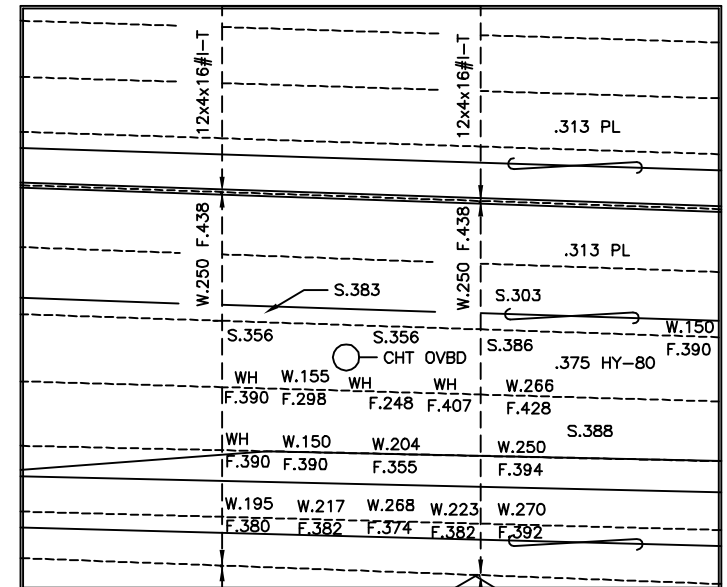 12x4x16#I-T
12x4x16#I-T
.313 PL
W.250 F.438
W.250 F.438
.313 PL
S.383
S.303
W.150
F.390
S.356
S.356
S.386
CHT OVBD
.375 HY-80
WH W.155 WH WH W.266
F.390 F.298 F.248 F.407 F.428
S.388
WH W.150 W.204 W.250
F.390 F.390 F.355 F.394
W.195 W.217 W.268 W.223 W.270
F.380 F.382 F.374 F.382 F.392